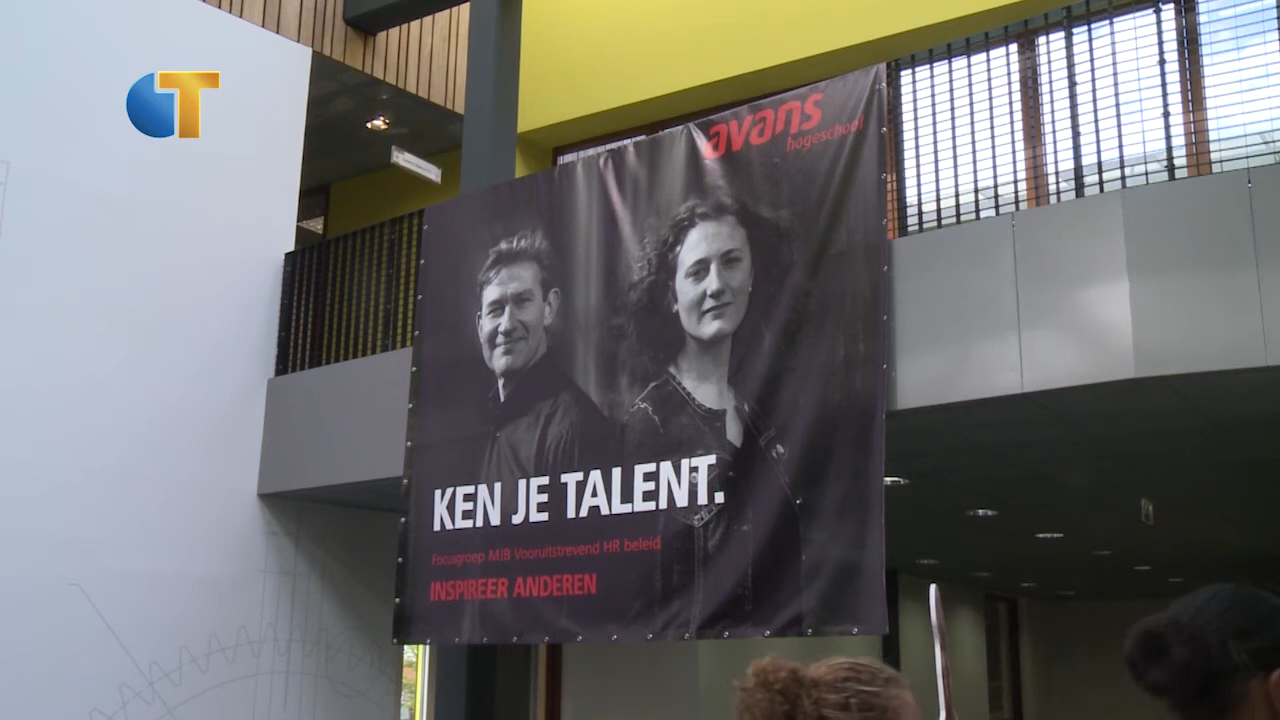 T
avans
hogeschool
KEN JE TALENT.
Focusgroep MJB Vooruitstrevend HR beleid
INSPIREER ANDEREN